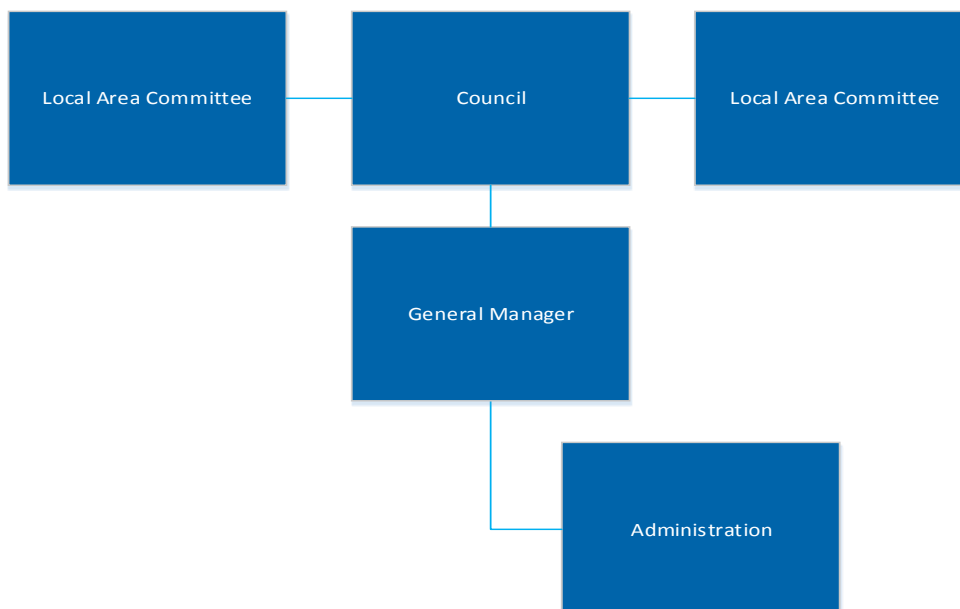 Local Area Committee
Council
Local Area Committee
General Manager
Administration